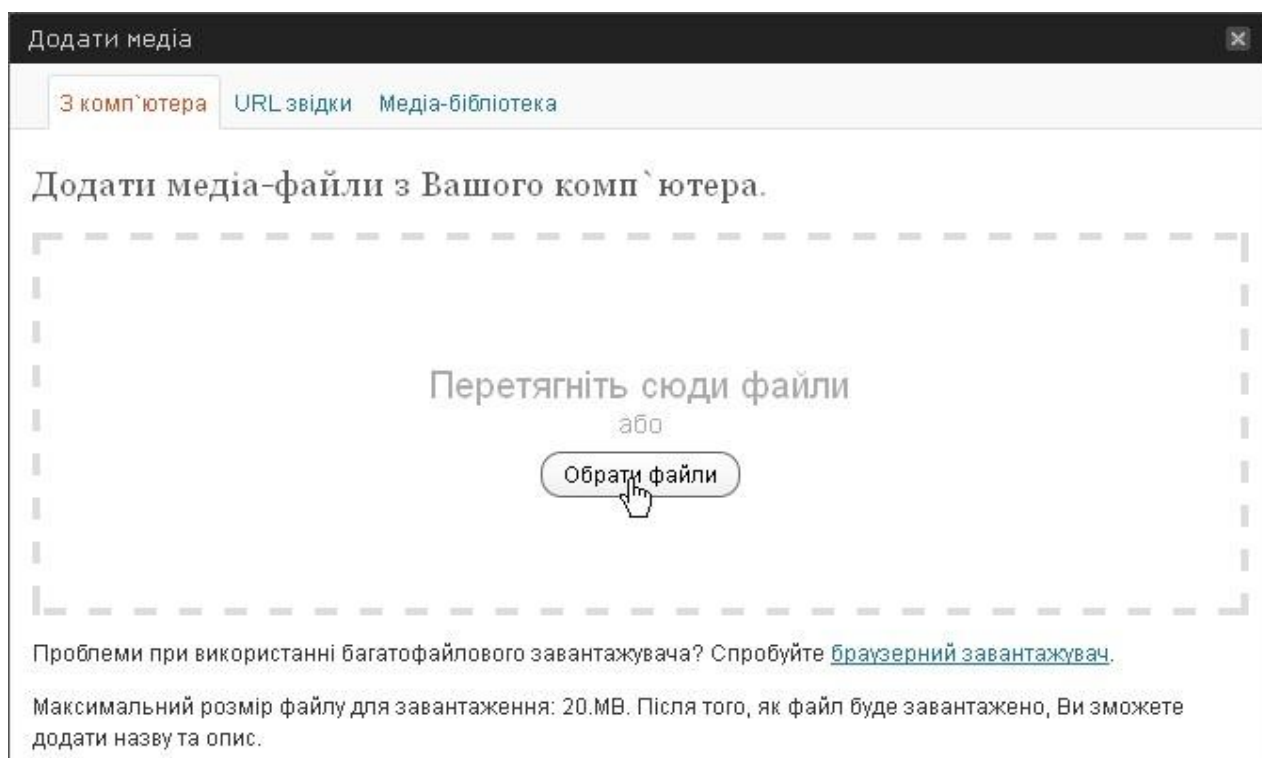 Додати медіа
З комп`ютера URL звідки Медіа-бібліотека
Додати медіа-файли з Вашого комп`ютера.
Перетягніть сюди файли
або
Обрати файли
Проблеми при використанні багатофайлового завантажувача? Спробуйте браузерний завантажувач.
Максимальний розмір файлу для завантаження: 20.MB. Після того, як файл буде завантажено, Ви зможете
додати назву та опис.